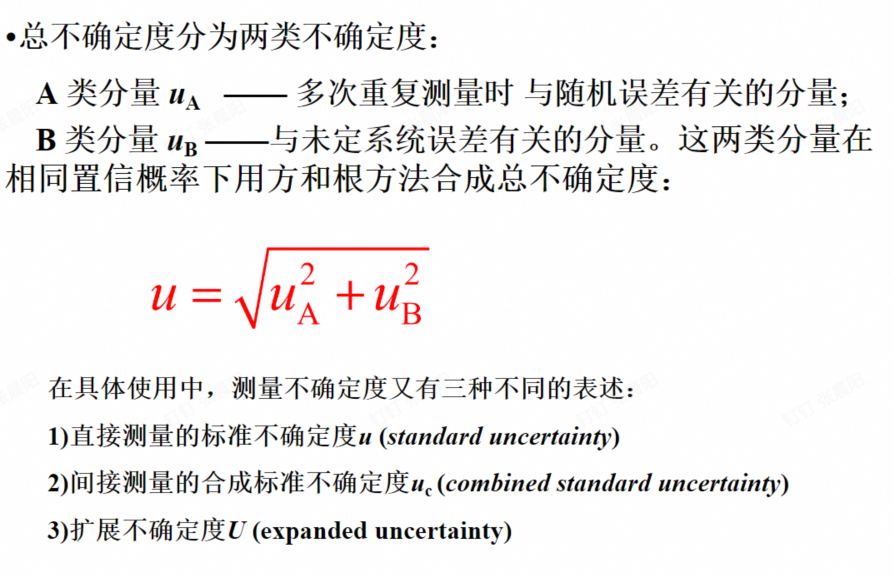 •总不确定度分为两类不确定度：
A 类分量 uA —— 多次重复测量时 与随机误差有关的分量；
B 类分量 uB ——与未定系统误差有关的分量。这两类分量在
相同置信概率下用方和根方法合成总不确定度：
u = √(u_A^2 + u_B^2)
在具体使用中，测量不确定度又有三种不同的表述：
1)直接测量的标准不确定度u (standard uncertainty)
2)间接测量的合成标准不确定度uc (combined standard uncertainty)
3)扩展不确定度U (expanded uncertainty)